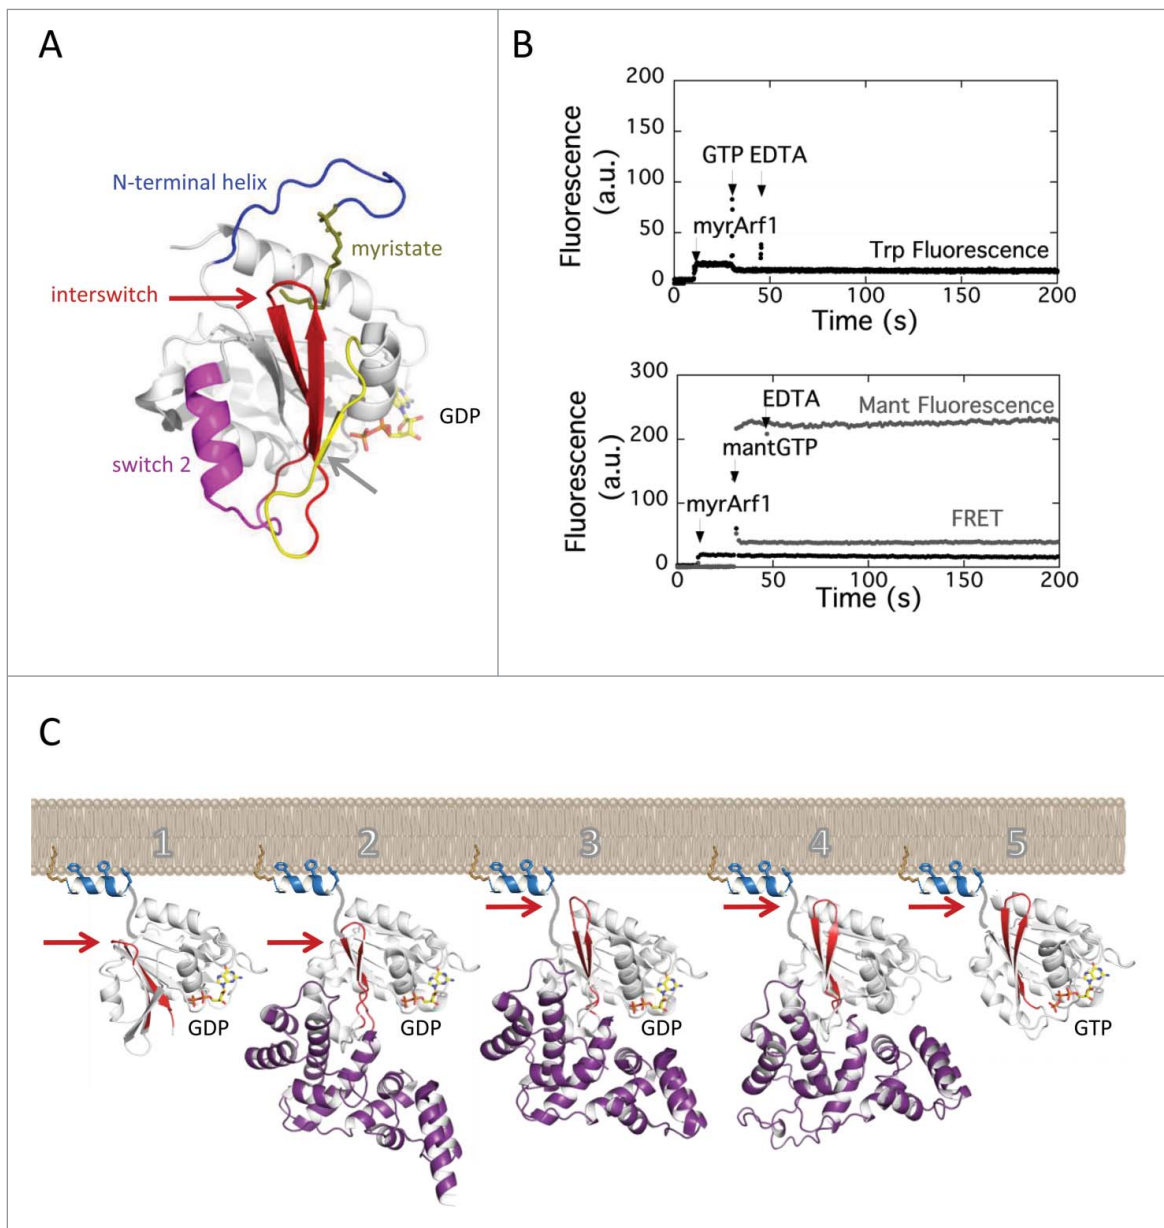 A
N-terminal helix
myristate
interswitch
GDP
switch 2
B
200
150
100
50
0
Fluorescence
(a.u.)
GTP EDTA
myrArf1
Trp Fluorescence
0 50 100 150 200
Time (s)
300
200
100
0
Fluorescence
(a.u.)
EDTA
Mant Fluorescence
mantGTP
myrArf1
FRET
0 50 100 150 200
Time (s)
C
1 2 3 4 5
GDP GDP GDP GTP